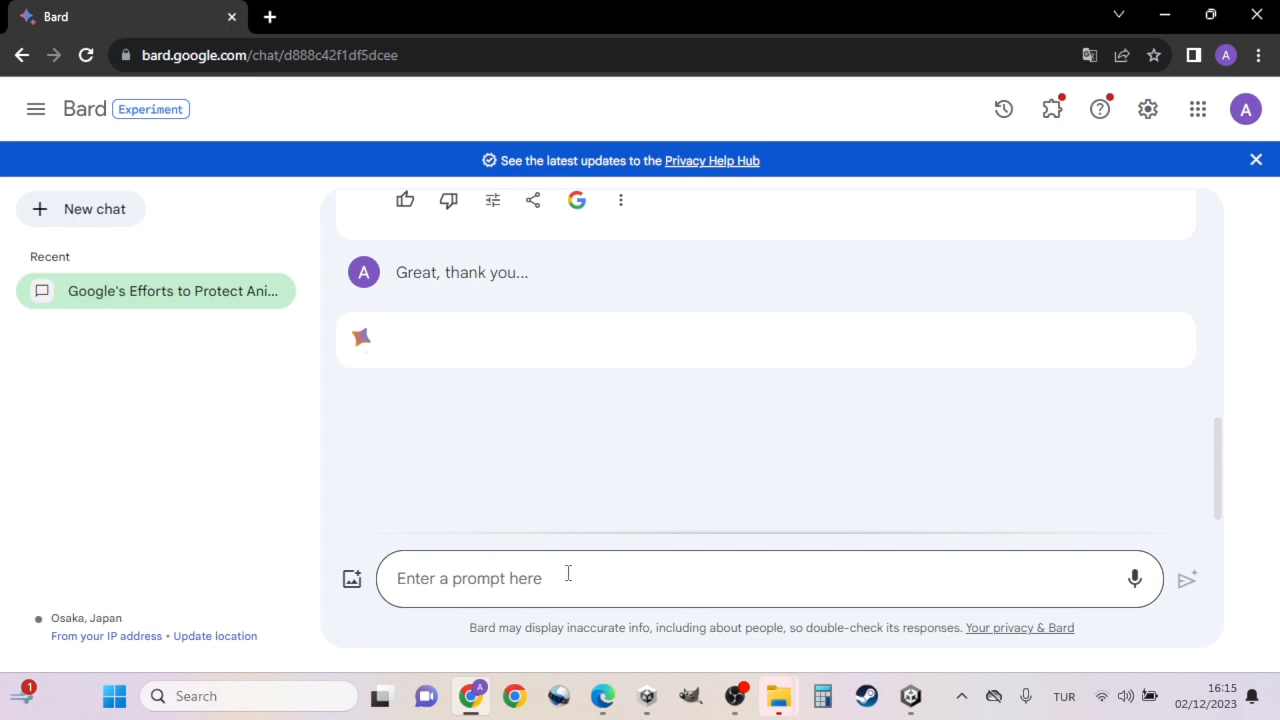 Bard
bard.google.com/chat/d888c42f1df5dcee
A
Bard Experiment
A
See the latest updates to the Privacy Help Hub
New chat
Recent
Google's Efforts to Protect Ani...
A Great, thank you...
Enter a prompt here
Osaka, Japan
From your IP address • Update location
Bard may display inaccurate info, including about people, so double-check its responses. Your privacy & Bard
1
Search
A
TUR
16:15
02/12/2023